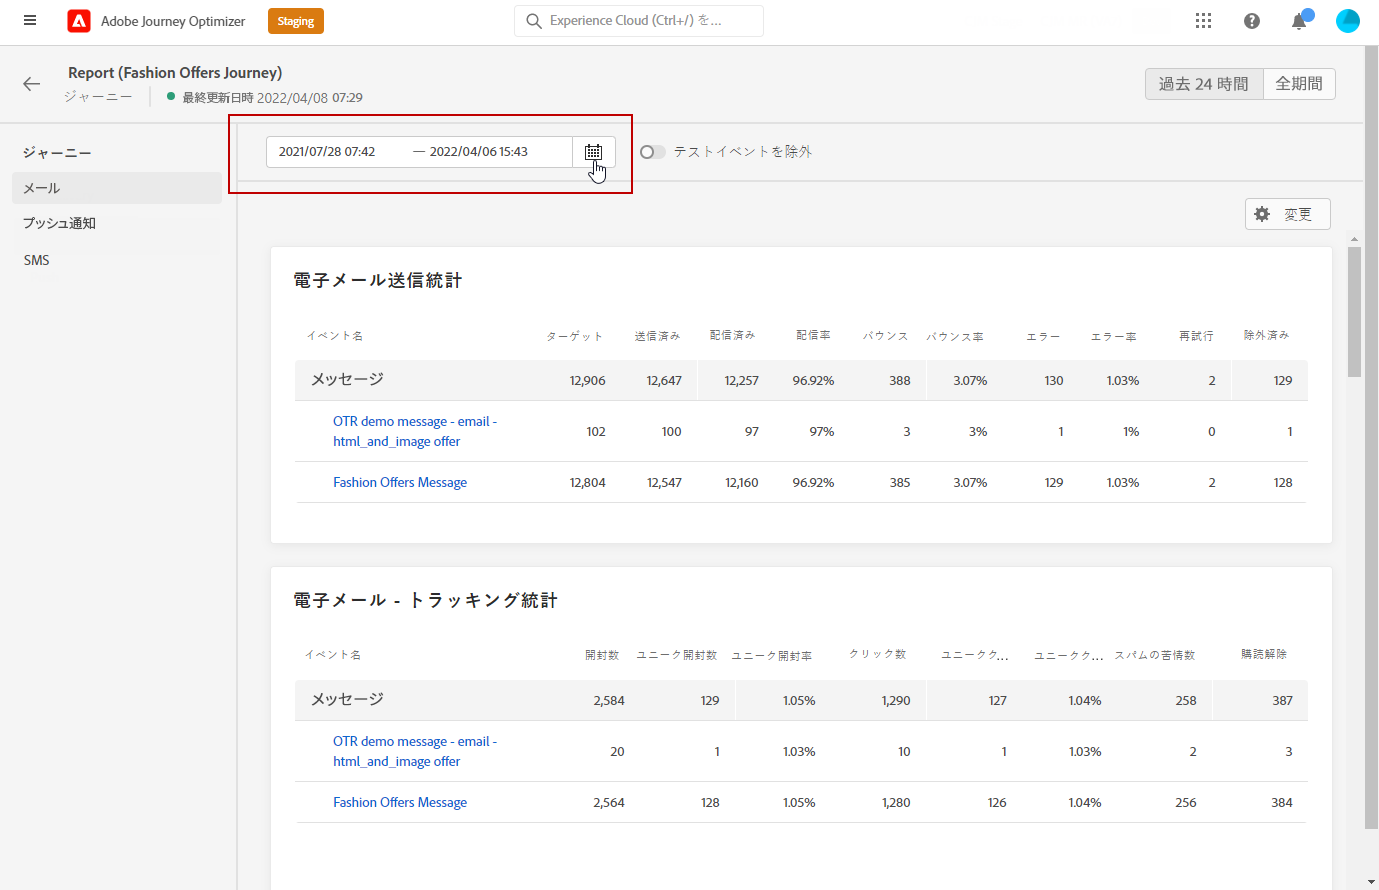 Adobe Journey Optimizer
Staging
Experience Cloud (Ctrl+/) を...
Report (Fashion Offers Journey)
ジャーニー
最終更新日時 2022/04/08 07:29
過去 24 時間
全期間
ジャーニー
メール
プッシュ通知
SMS
2021/07/28 07:42 — 2022/04/06 15:43
テストイベントを除外
変更
電子メール送信統計
イベント名 ターゲット 送信済み 配信済み 配信率 バウンス バウンス率 エラー エラー率 再試行 除外済み
メッセージ 12,906 12,647 12,257 96.92% 388 3.07% 130 1.03% 2 129
OTR demo message - email -
html_and_image offer 102 100 97 97% 3 3% 1 1% 0 1
Fashion Offers Message 12,804 12,547 12,160 96.92% 385 3.07% 129 1.03% 2 128
電子メール - トラッキング統計
イベント名 開封数 ユニーク開封数 ユニーク開封率 クリック数 ユニークク... ユニークク... スパムの苦情数 購読解除
メッセージ 2,584 129 1.05% 1,290 127 1.04% 258 387
OTR demo message - email -
html_and_image offer 20 1 1.03% 10 1 1.03% 2 3
Fashion Offers Message 2,564 128 1.05% 1,280 126 1.04% 256 384